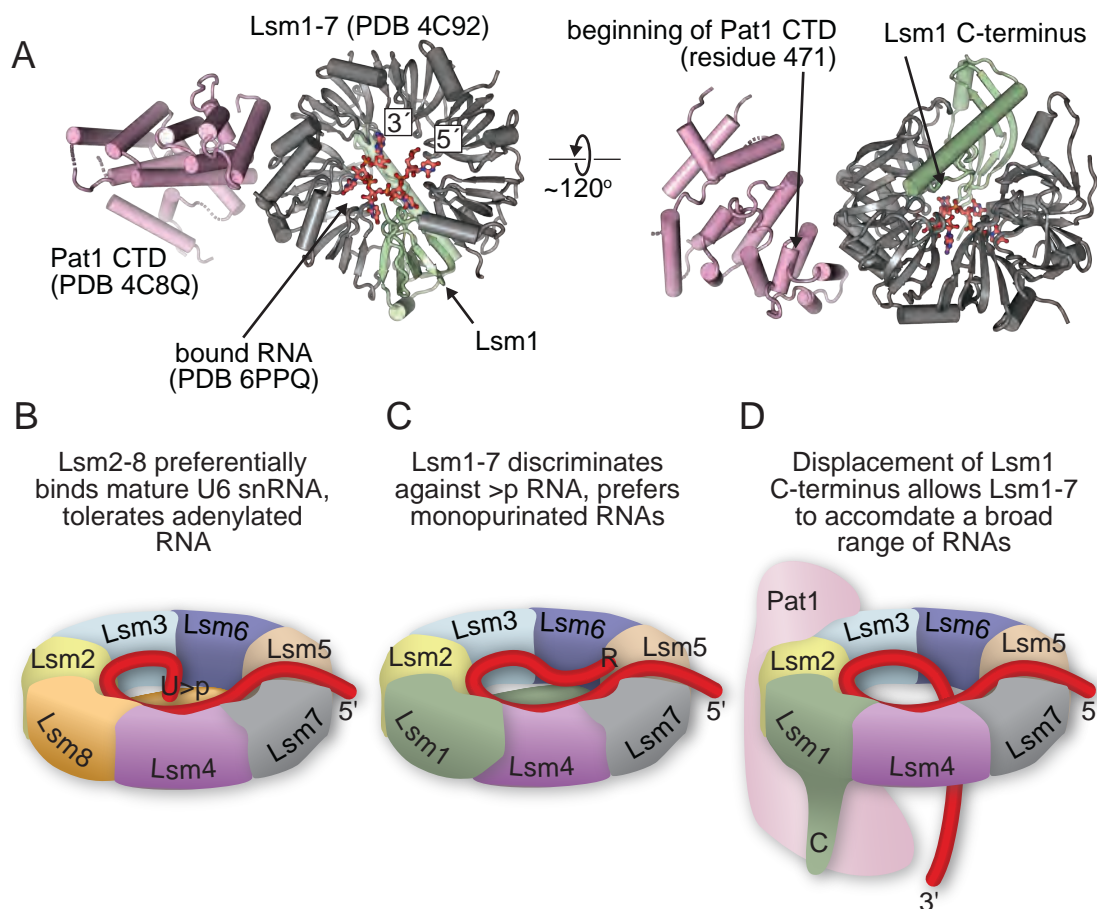 A
Lsm1-7 (PDB 4C92)
3´
5´
Pat1 CTD
(PDB 4C8Q)
bound RNA
(PDB 6PPQ)
Lsm1
~120º
beginning of Pat1 CTD
(residue 471)
Lsm1 C-terminus
B
Lsm2-8 preferentially
binds mature U6 snRNA,
tolerates adenylated
RNA
Lsm3
Lsm6
Lsm2
Lsm5
U>p
5'
Lsm8
Lsm4
Lsm7
C
Lsm1-7 discriminates
against >p RNA, prefers
monopurinated RNAs
Lsm3
Lsm6
Lsm2
R
Lsm5
5'
Lsm1
Lsm4
Lsm7
D
Displacement of Lsm1
C-terminus allows Lsm1-7
to accomdate a broad
range of RNAs
Pat1
Lsm3
Lsm6
Lsm2
Lsm5
5'
Lsm1
Lsm4
Lsm7
C
3'